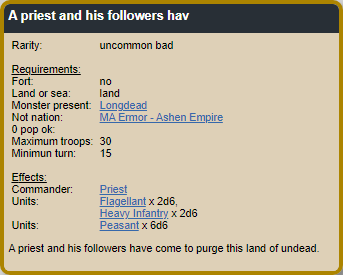 A priest and his followers hav
Rarity: uncommon bad
Requirements:
Fort: no
Land or sea: land
Monster present: Longdead
Not nation: MA Ermor - Ashen Empire
0 pop ok:
Maximum troops: 30
Minimun turn: 15
Effects:
Commander: Priest
Units: Flagellant x 2d6,
Heavy Infantry x 2d6
Units: Peasant x 6d6
A priest and his followers have come to purge this land of undead.